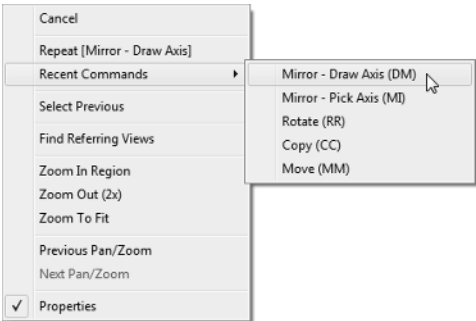 Cancel
Repeat [Mirror - Draw Axis]
Recent Commands
Mirror - Draw Axis (DM)
Mirror - Pick Axis (MI)
Rotate (RR)
Copy (CC)
Move (MM)
Select Previous
Find Referring Views
Zoom In Region
Zoom Out (2x)
Zoom To Fit
Previous Pan/Zoom
Next Pan/Zoom
Properties